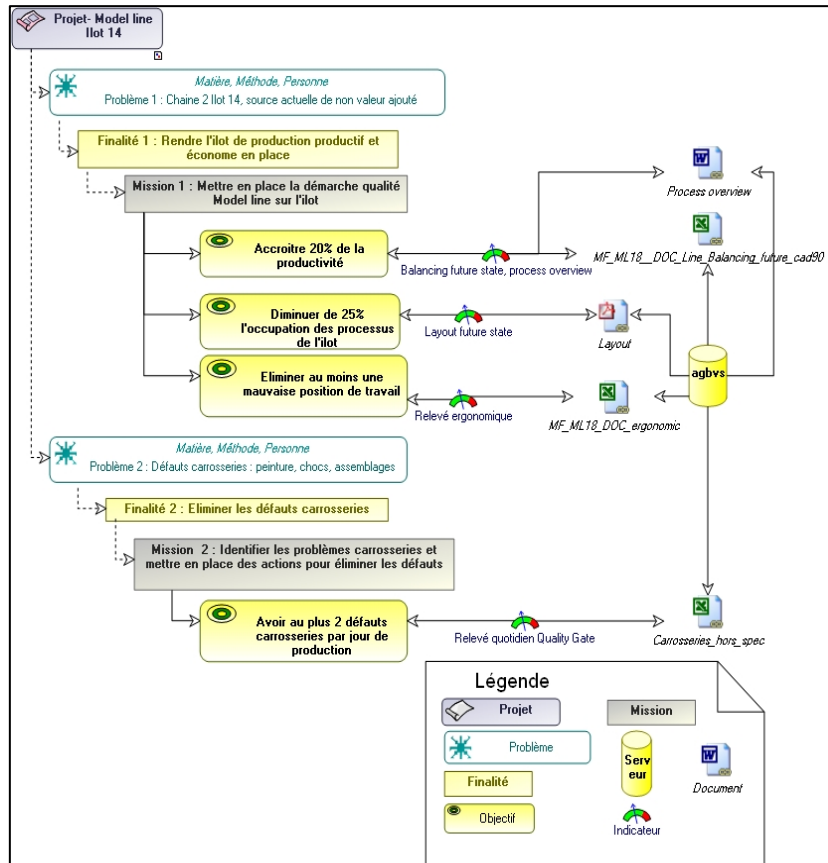 Projet- Model line
Ilot 14
Matière, Méthode, Personne
Problème 1 : Chaine 2 Ilot 14, source actuelle de non valeur ajouté
Finalité 1 : Rendre l'ilot de production productif et
économe en place
Mission 1 : Mettre en place la démarche qualité
Model line sur l'ilot
Process overview
Accroitre 20% de la
productivité
Balancing future state, process overview
MF_ML18__DOC_Line_Balancing_future_cad90
Diminuer de 25%
l'occupation des processus
de l'ilot
Layout future state
Layout
agbvs
Eliminer au moins une
mauvaise position de travail
Relevé ergonomique
MF_ML18_DOC_ergonomic
Matière, Méthode, Personne
Problème 2 : Défauts carrosseries : peinture, chocs, assemblages
Finalité 2 : Eliminer les défauts carrosseries
Mission 2 : Identifier les problèmes carrosseries et
mettre en place des actions pour éliminer les défauts
Avoir au plus 2 défauts
carrosseries par jour de
production
Relevé quotidien Quality Gate
Carrosseries_hors_spec
Légende
Projet
Mission
Problème
Serv
eur
Finalité
Document
Objectif
Indicateur